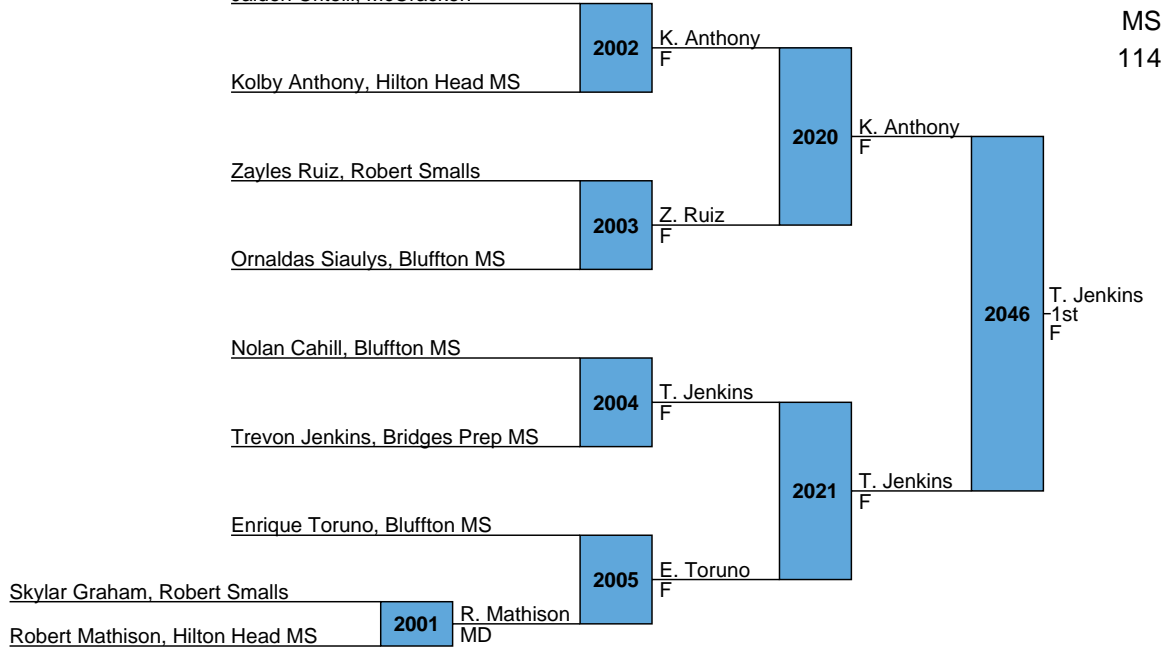 MS
114
2002
K. Anthony
F
Kolby Anthony, Hilton Head MS
2020
K. Anthony
F
Zayles Ruiz, Robert Smalls
2003
Z. Ruiz
F
Ornaldas Siaulys, Bluffton MS
2046
T. Jenkins
1st
F
Nolan Cahill, Bluffton MS
2004
T. Jenkins
F
Trevon Jenkins, Bridges Prep MS
2021
T. Jenkins
F
Enrique Toruno, Bluffton MS
2005
E. Toruno
F
Skylar Graham, Robert Smalls
2001
R. Mathison
MD
Robert Mathison, Hilton Head MS